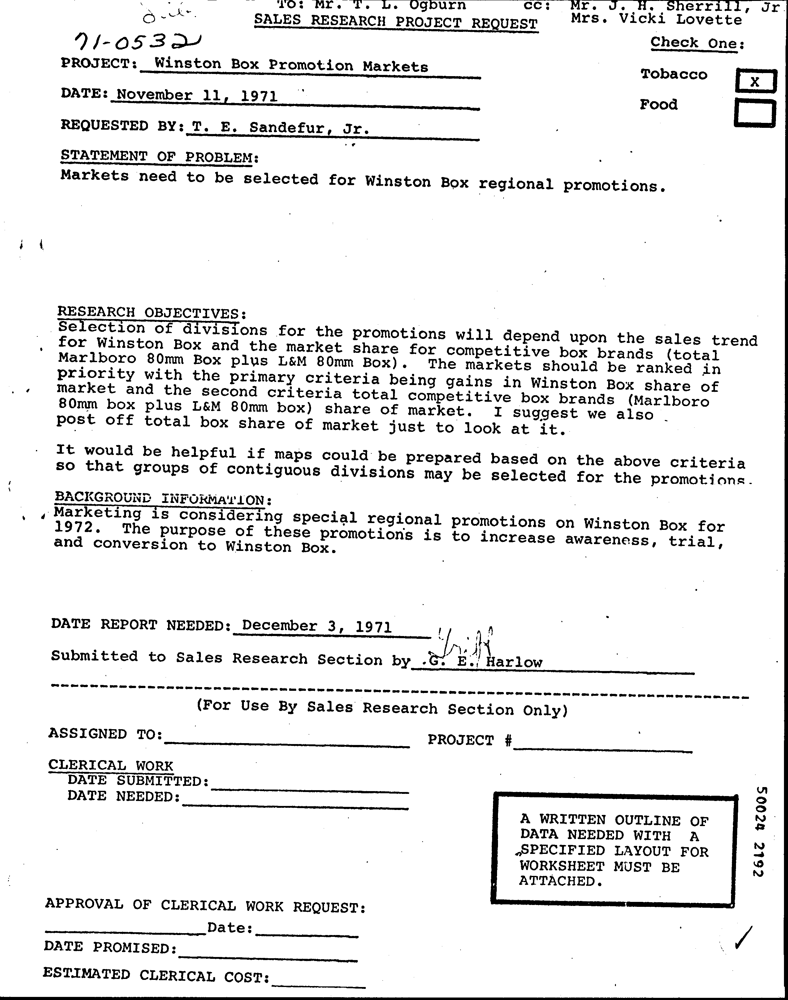 To: Mr. T. L. Ogburn cc: Mr. J. H. Sherrill, Jr
SALES RESEARCH PROJECT REQUEST Mrs. Vicki Lovette
71-0532
Check One:
PROJECT: Winston Box Promotion Markets
Tobacco X
DATE: November 11, 1971
Food
REQUESTED BY: T. E. Sandefur, Jr.
STATEMENT OF PROBLEM:
Markets need to be selected for Winston Box regional promotions.
RESEARCH OBJECTIVES:
Selection of divisions for the promotions will depend upon the sales trend
for Winston Box and the market share for competitive box brands (total
Marlboro 80mm Box plus L&M 80mm Box). The markets should be ranked in
priority with the primary criteria being gains in Winston Box share of
market and the second criteria total competitive box brands (Marlboro
80mm box plus L&M 80mm box) share of market. I suggest we also
post off total box share of market just to look at it.
It would be helpful if maps could be prepared based on the above criteria
so that groups of contiguous divisions may be selected for the promotions.
BACKGROUND INFORMATION:
Marketing is considering special regional promotions on Winston Box for
1972. The purpose of these promotions is to increase awareness, trial,
and conversion to Winston Box.
DATE REPORT NEEDED: December 3, 1971
Submitted to Sales Research Section by G. E. Harlow
(For Use By Sales Research Section Only)
ASSIGNED TO:
PROJECT #
CLERICAL WORK
DATE SUBMITTED:
DATE NEEDED:
A WRITTEN OUTLINE OF
DATA NEEDED WITH A
SPECIFIED LAYOUT FOR
WORKSHEET MUST BE
ATTACHED.
50024 2192
APPROVAL OF CLERICAL WORK REQUEST:
Date:
DATE PROMISED:
ESTIMATED CLERICAL COST: